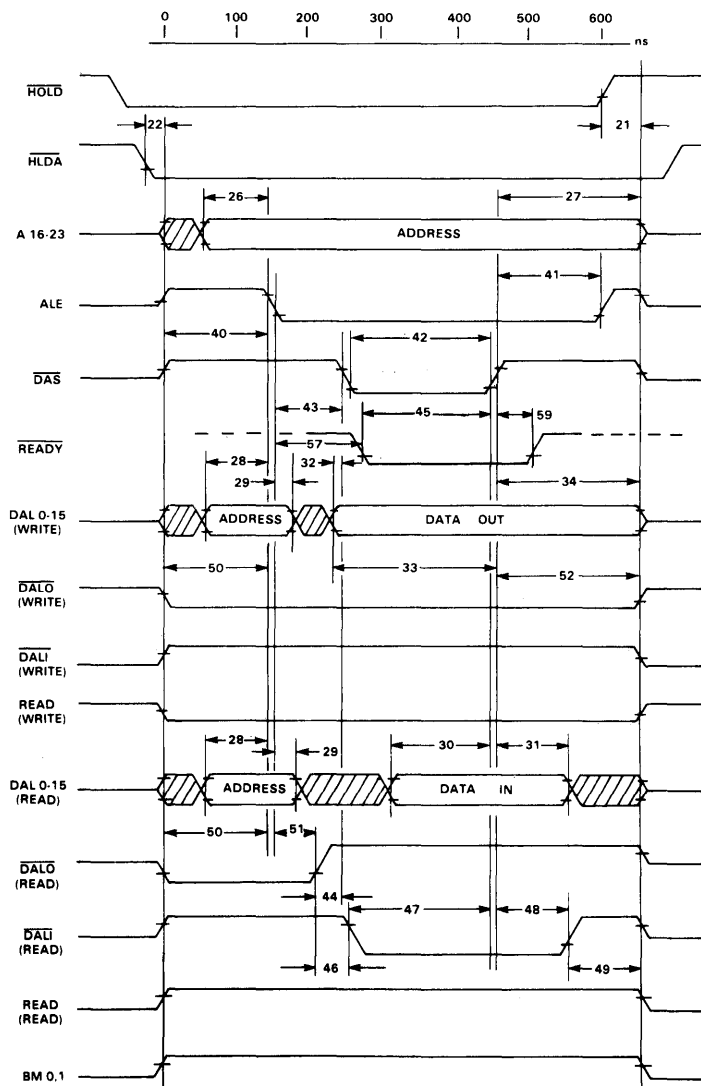 0 100 200 300 400 500 600
ns
HOLD
22 21
HLDA
26 27
A 16-23 ADDRESS
41
ALE
40 42
DAS
43 45 59
READY
57
28 32
29 34
DAL 0-15 ADDRESS DATA OUT
(WRITE)
50 33 52
DALO
(WRITE)
DALI
(WRITE)
READ
(WRITE)
28 29 30 31
DAL 0-15 ADDRESS DATA IN
(READ)
50 51
DALO
(READ)
44 47 48
DALI
(READ)
46 49
READ
(READ)
BM 0,1